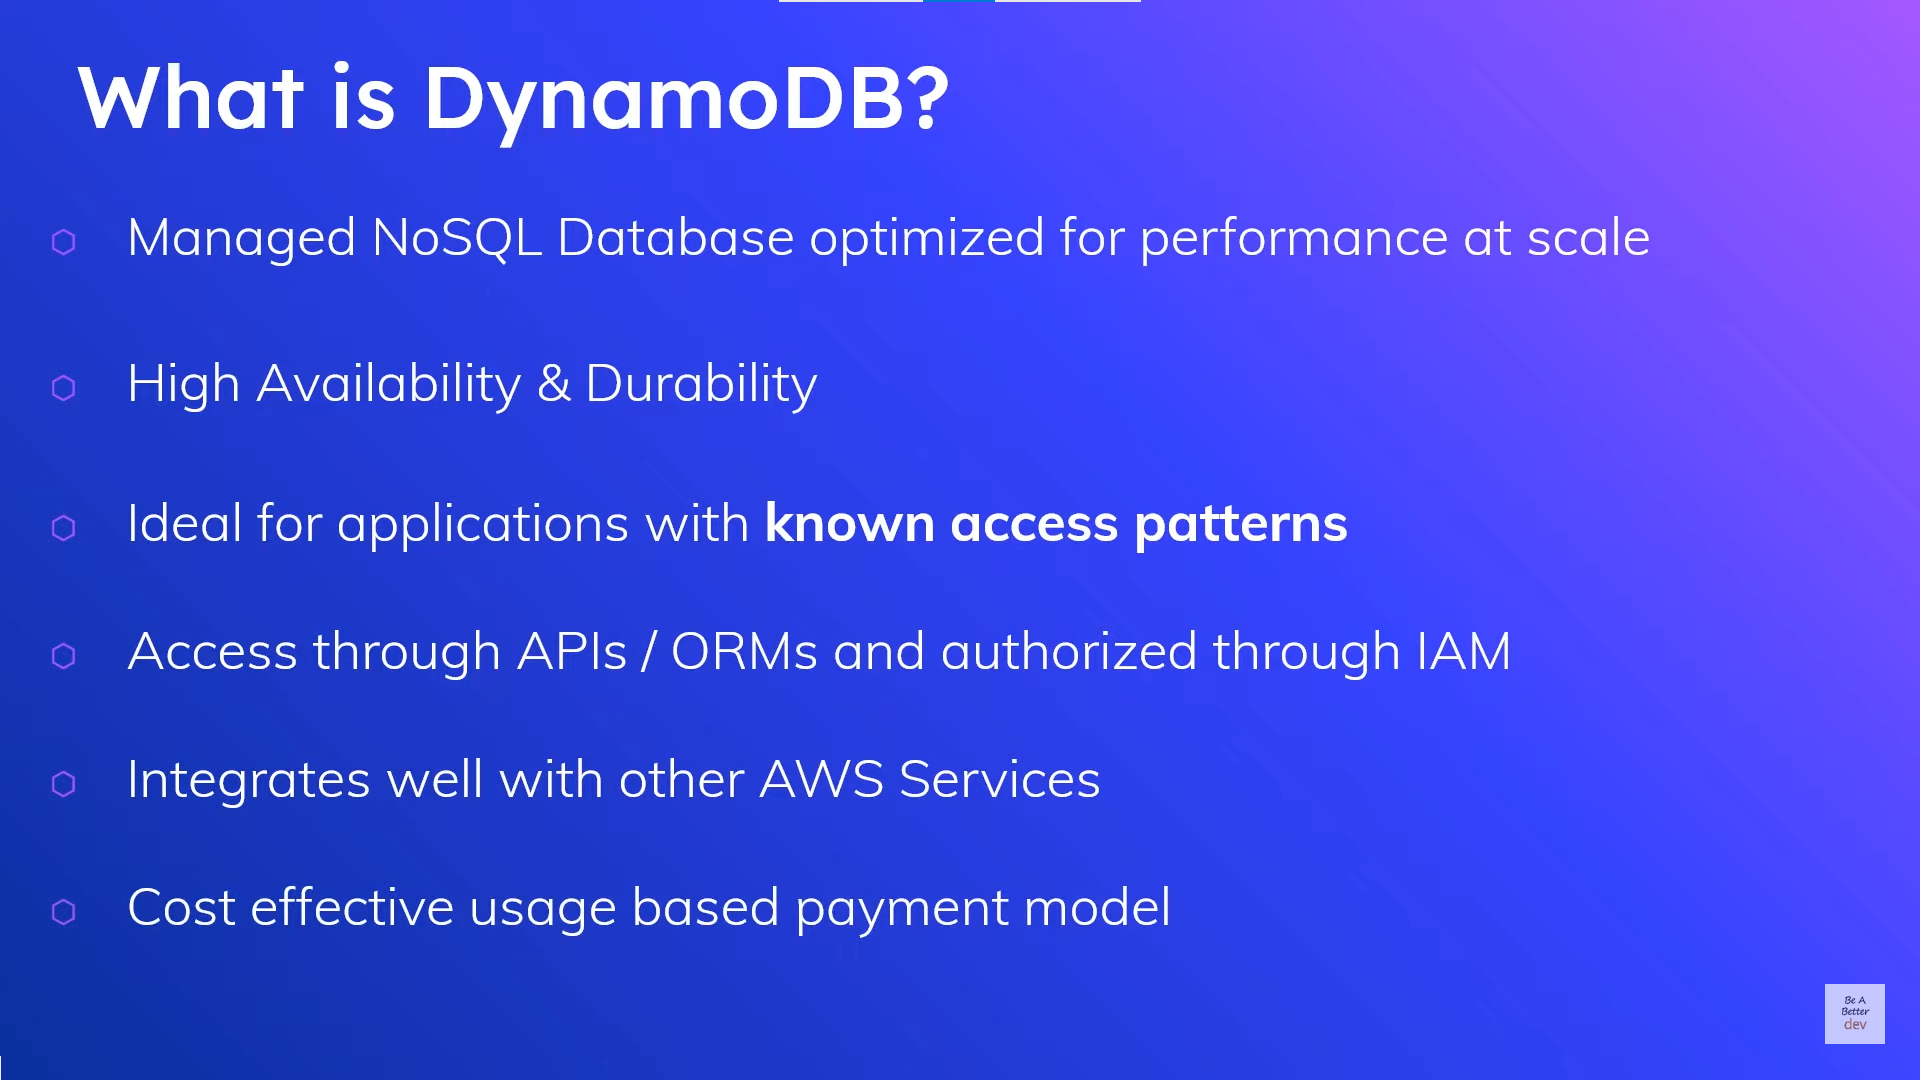 What is DynamoDB?
Managed NoSQL Database optimized for performance at scale
High Availability & Durability
Ideal for applications with known access patterns
Access through APIs / ORMs and authorized through IAM
Integrates well with other AWS Services
Cost effective usage based payment model
Be A
Better
dev